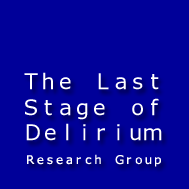 The Last
Stage of
Delirium
Research Group